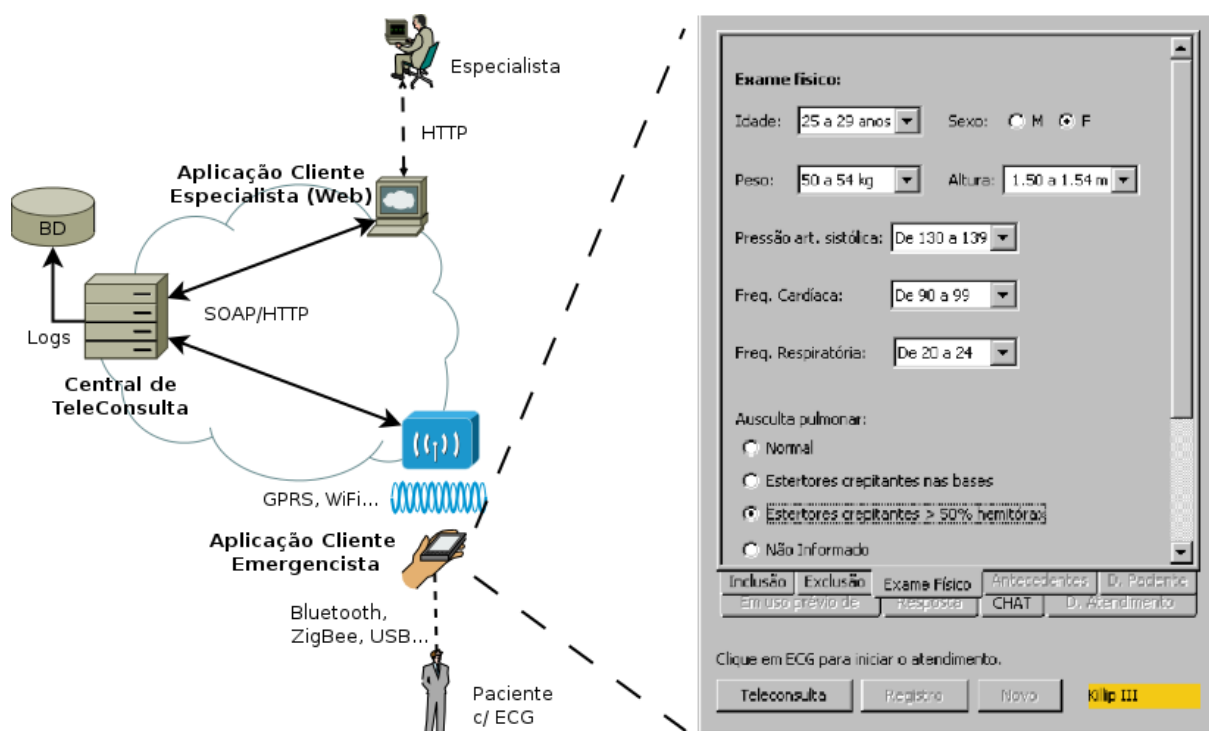 Especialista
HTTP
Aplicação Cliente
Especialista (Web)
BD
SOAP/HTTP
Logs
Central de
TeleConsulta
GPRS, WiFi...
Aplicação Cliente
Emergencista
Bluetooth,
ZigBee, USB...
Paciente
c/ ECG
Exame físico:
Idade: 25 a 29 anos Sexo: M F
Peso: 50 a 54 kg Altura: 1.50 a 1.54 m
Pressão art. sistólica: De 130 a 139
Freq. Cardíaca: De 90 a 99
Freq. Respiratória: De 20 a 24
Ausculta pulmonar:
Normal
Estertores crepitantes nas bases
Estertores crepitantes > 50% hemitórax
Não Informado
Inclusão Exclusão Exame Físico Antecedentes D. Paciente
Em uso prévio de Resposta CHAT D. Atendimento
Clique em ECG para iniciar o atendimento.
Teleconsulta Registro Novo Killip III